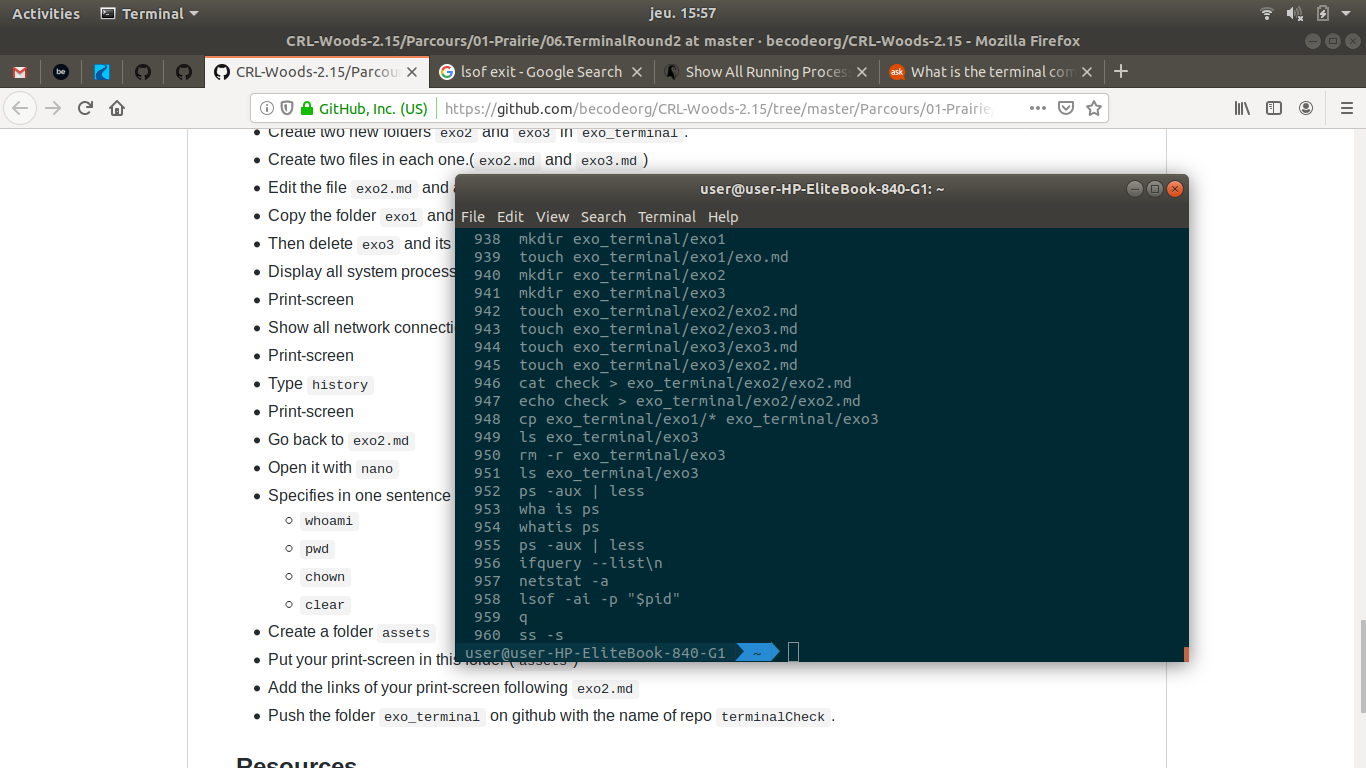 Activities Terminal jeu. 15:57
CRL-Woods-2.15/Parcours/01-Prairie/06.TerminalRound2 at master · becodeorg/CRL-Woods-2.15 - Mozilla Firefox
be CRL-Woods-2.15/Parcou lsof exit - Google Search Show All Running Proces ask What is the terminal com
GitHub, Inc. (US) https://github.com/becodeorg/CRL-Woods-2.15/tree/master/Parcours/01-Prairie
Create two new folders exo2 and exo3 in exo_terminal .
Create two files in each one.( exo2.md and exo3.md )
Edit the file exo2.md and
Copy the folder exo1 and
Then delete exo3 and its
Display all system process
Print-screen
Show all network connecti
Print-screen
Type history
Print-screen
Go back to exo2.md
Open it with nano
Specifies in one sentence
whoami
pwd
chown
clear
Create a folder assets
Put your print-screen in this folder ( assets )
Add the links of your print-screen following exo2.md
Push the folder exo_terminal on github with the name of repo terminalCheck .
Resources
user@user-HP-EliteBook-840-G1: ~
File Edit View Search Terminal Help
938 mkdir exo_terminal/exo1
939 touch exo_terminal/exo1/exo.md
940 mkdir exo_terminal/exo2
941 mkdir exo_terminal/exo3
942 touch exo_terminal/exo2/exo2.md
943 touch exo_terminal/exo2/exo3.md
944 touch exo_terminal/exo3/exo3.md
945 touch exo_terminal/exo3/exo2.md
946 cat check > exo_terminal/exo2/exo2.md
947 echo check > exo_terminal/exo2/exo2.md
948 cp exo_terminal/exo1/* exo_terminal/exo3
949 ls exo_terminal/exo3
950 rm -r exo_terminal/exo3
951 ls exo_terminal/exo3
952 ps -aux | less
953 wha is ps
954 whatis ps
955 ps -aux | less
956 ifquery --list\n
957 netstat -a
958 lsof -ai -p "$pid"
959 q
960 ss -s
user@user-HP-EliteBook-840-G1 ~